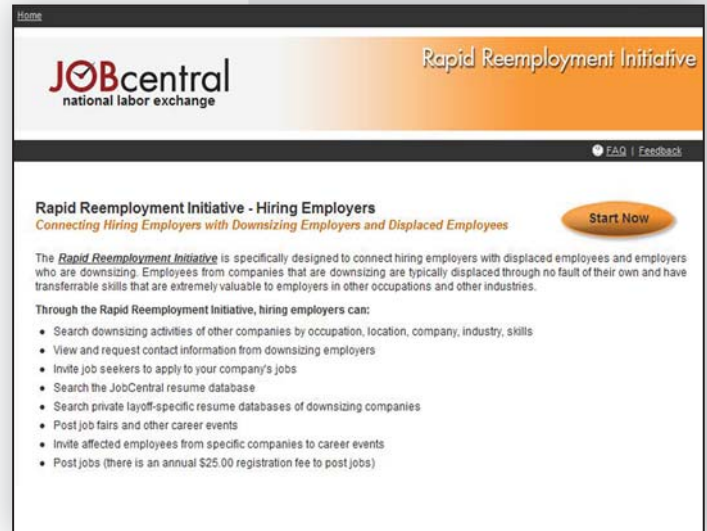 Home
JOBcentral
national labor exchange
Rapid Reemployment Initiative
FAQ | Feedback
Rapid Reemployment Initiative - Hiring Employers
Connecting Hiring Employers with Downsizing Employers and Displaced Employees
Start Now
The Rapid Reemployment Initiative is specifically designed to connect hiring employers with displaced employees and employers
who are downsizing. Employees from companies that are downsizing are typically displaced through no fault of their own and have
transferrable skills that are extremely valuable to employers in other occupations and other industries.
Through the Rapid Reemployment Initiative, hiring employers can:
• Search downsizing activities of other companies by occupation, location, company, industry, skills
• View and request contact information from downsizing employers
• Invite job seekers to apply to your company's jobs
• Search the JobCentral resume database
• Search private layoff-specific resume databases of downsizing companies
• Post job fairs and other career events
• Invite affected employees from specific companies to career events
• Post jobs (there is an annual $25.00 registration fee to post jobs)